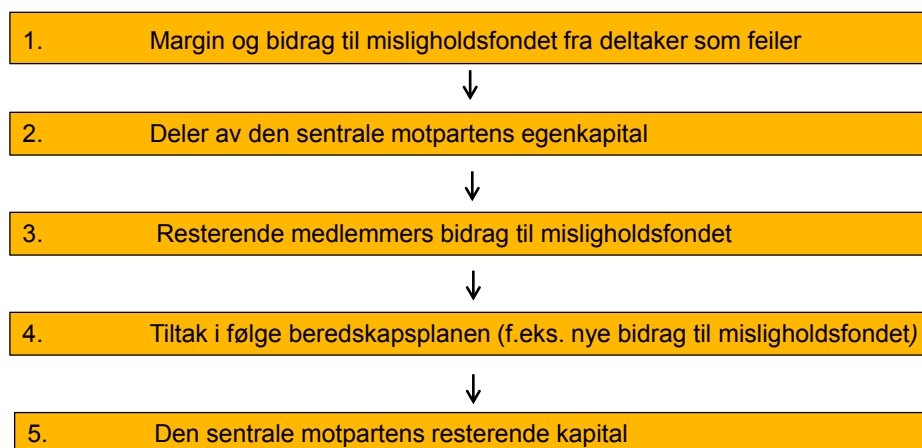 1. Margin og bidrag til misligholdsfondet fra deltaker som feiler
2. Deler av den sentrale motpartens egenkapital
3. Resterende medlemmers bidrag til misligholdsfondet
4. Tiltak i følge beredskapsplanen (f.eks. nye bidrag til misligholdsfondet)
5. Den sentrale motpartens resterende kapital